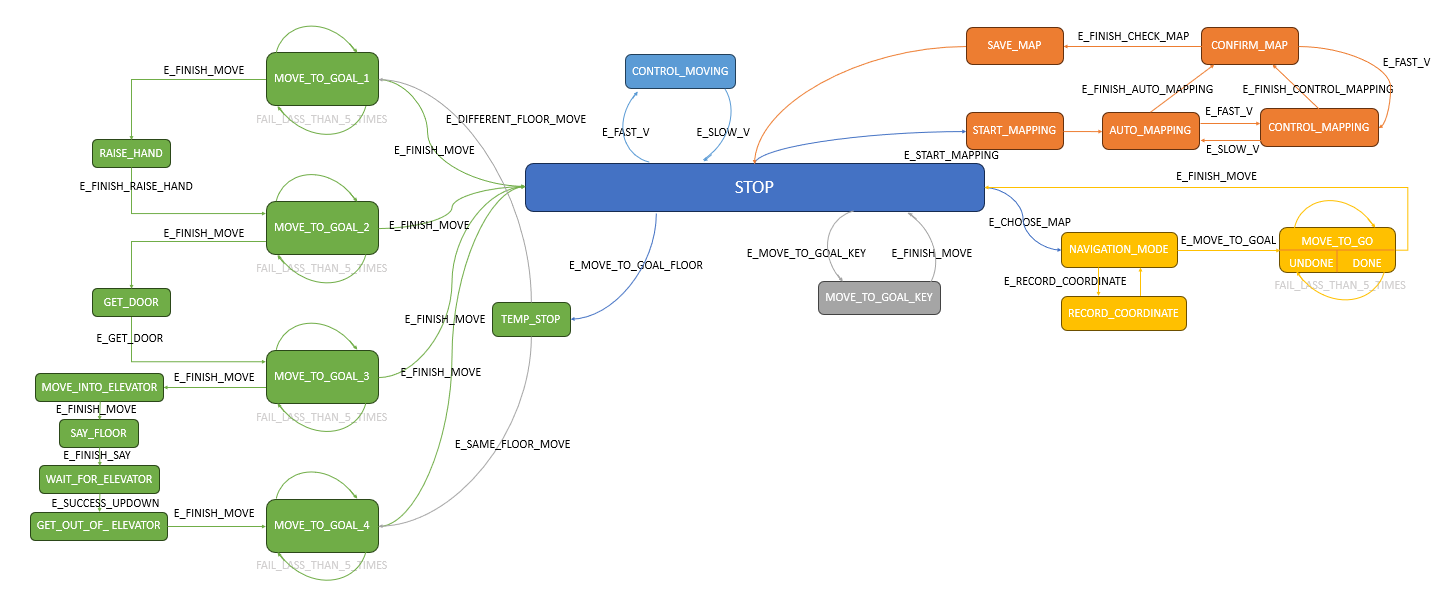 SAVE_MAP
E_FINISH_CHECK_MAP
CONFIRM_MAP
E_FAST_V
E_FINISH_MOVE
MOVE_TO_GOAL_1
CONTROL_MOVING
E_FINISH_AUTO_MAPPING
E_FINISH_CONTROL_MAPPING
FAIL_LASS_THAN_5_TIMES
E_DIFFERENT_FLOOR_MOVE
E_FAST_V
E_SLOW_V
START_MAPPING
AUTO_MAPPING
E_FAST_V
CONTROL_MAPPING
E_SLOW_V
RAISE_HAND
E_FINISH_MOVE
E_START_MAPPING
E_FINISH_RAISE_HAND
STOP
E_FINISH_MOVE
E_FINISH_MOVE
MOVE_TO_GOAL_2
E_FINISH_MOVE
E_CHOOSE_MAP
NAVIGATION_MODE
E_MOVE_TO_GOAL
MOVE_TO_GO
UNDONE
DONE
FAIL_LASS_THAN_5_TIMES
E_MOVE_TO_GOAL_FLOOR
E_MOVE_TO_GOAL_KEY
E_FINISH_MOVE
E_RECORD_COORDINATE
FAIL_LASS_THAN_5_TIMES
GET_DOOR
MOVE_TO_GOAL_KEY
RECORD_COORDINATE
E_FINISH_MOVE
TEMP_STOP
E_GET_DOOR
MOVE_TO_GOAL_3
E_FINISH_MOVE
E_FINISH_MOVE
MOVE_INTO_ELEVATOR
E_FINISH_MOVE
FAIL_LASS_THAN_5_TIMES
SAY_FLOOR
E_SAME_FLOOR_MOVE
E_FINISH_SAY
WAIT_FOR_ELEVATOR
E_SUCCESS_UPDOWN
E_FINISH_MOVE
GET_OUT_OF_ ELEVATOR
MOVE_TO_GOAL_4
FAIL_LASS_THAN_5_TIMES